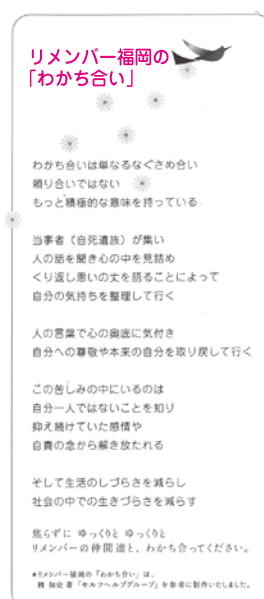 リメンバー福岡の
「わかち合い」
わかち合いは単なるなぐさめ合い
頼り合いではない
もっと積極的な意味を持っている
当事者（自死遺族）が集い
人の話を聞き心の中を見詰め
くり返し思いの丈を語ることによって
自分の気持ちを整理して行く
人の言葉で心の奥底に気付き
自分への尊敬や本来の自分を取り戻して行く
この苦しみの中にいるのは
自分一人ではないことを知り
抑え続けていた感情や
自責の念から解き放たれる
そして生活のしづらさを減らし
社会の中での生きづらさを減らす
焦らずに ゆっくりと ゆっくりと
リメンバーの仲間達と、わかち合ってください。
*リメンバー福岡の「わかち合い」は、
岡 知史 著「セルフヘルプグループ」を参考に制作いたしました。